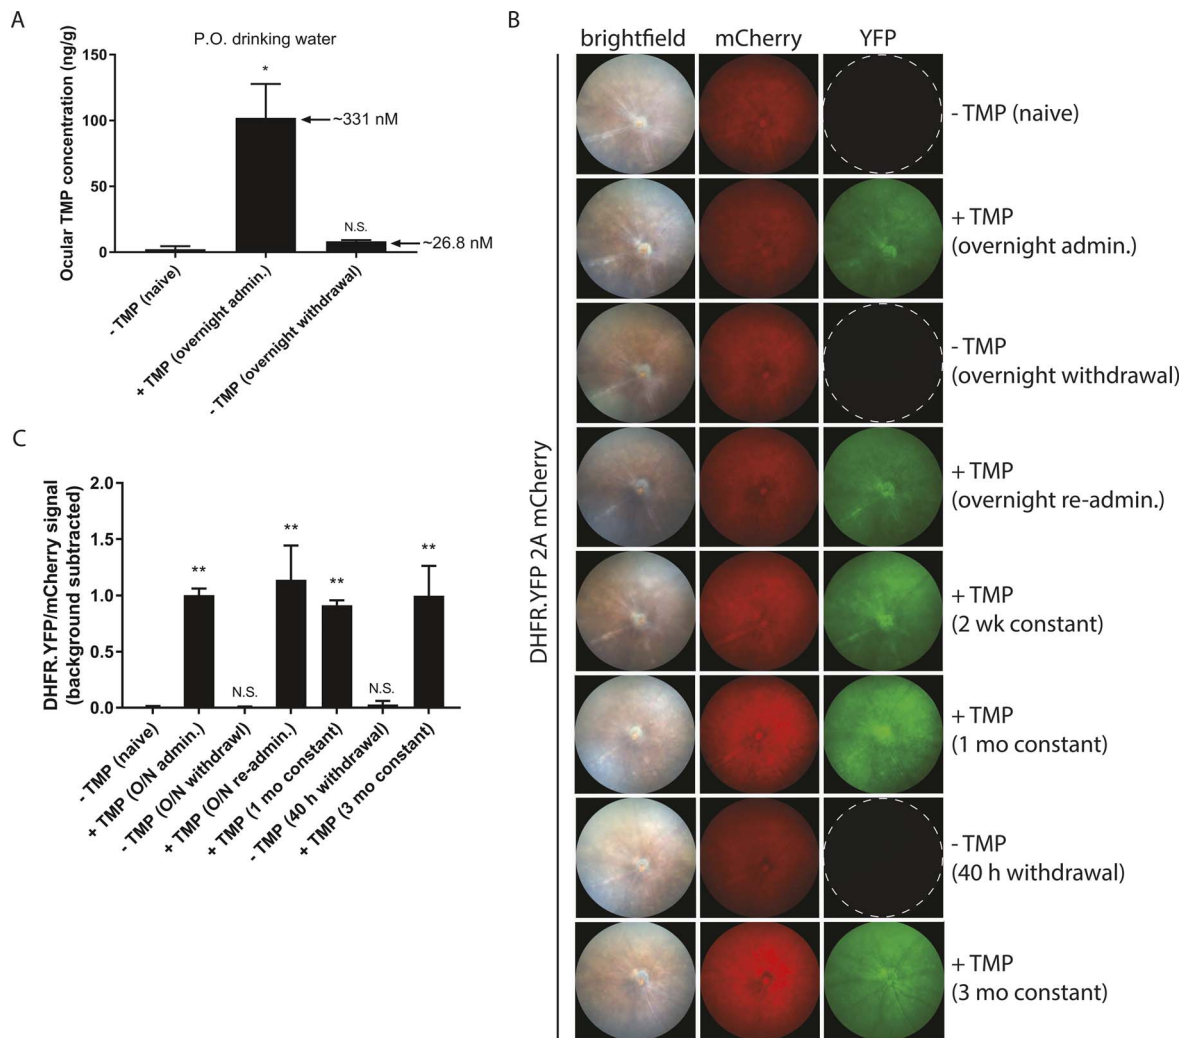 A
P.O. drinking water
Ocular TMP concentration (ng/g)
150
100
50
0
*
~331 nM
N.S.
~26.8 nM
- TMP (naive)
+ TMP (overnight admin.)
- TMP (overnight withdrawal)
B
brightfield
mCherry
YFP
DHFR.YFP 2A mCherry
- TMP (naive)
+ TMP
(overnight admin.)
- TMP
(overnight withdrawal)
+ TMP
(overnight re-admin.)
+ TMP
(2 wk constant)
+ TMP
(1 mo constant)
- TMP
(40 h withdrawal)
+ TMP
(3 mo constant)
C
DHFR.YFP/mCherry signal
(background subtracted)
2.0
1.5
1.0
0.5
0.0
**
N.S.
**
**
N.S.
**
- TMP (naive)
+ TMP (O/N admin.)
- TMP (O/N withdrawl)
+ TMP (O/N re-admin.)
+ TMP (1 mo constant)
- TMP (40 h withdrawal)
+ TMP (3 mo constant)